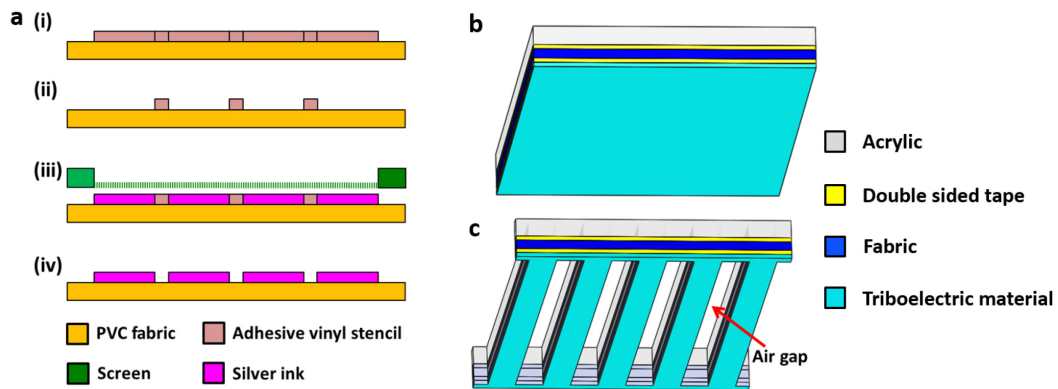 a
(i)
(ii)
(iii)
(iv)
PVC fabric
Adhesive vinyl stencil
Screen
Silver ink
b
c
Air gap
Acrylic
Double sided tape
Fabric
Triboelectric material